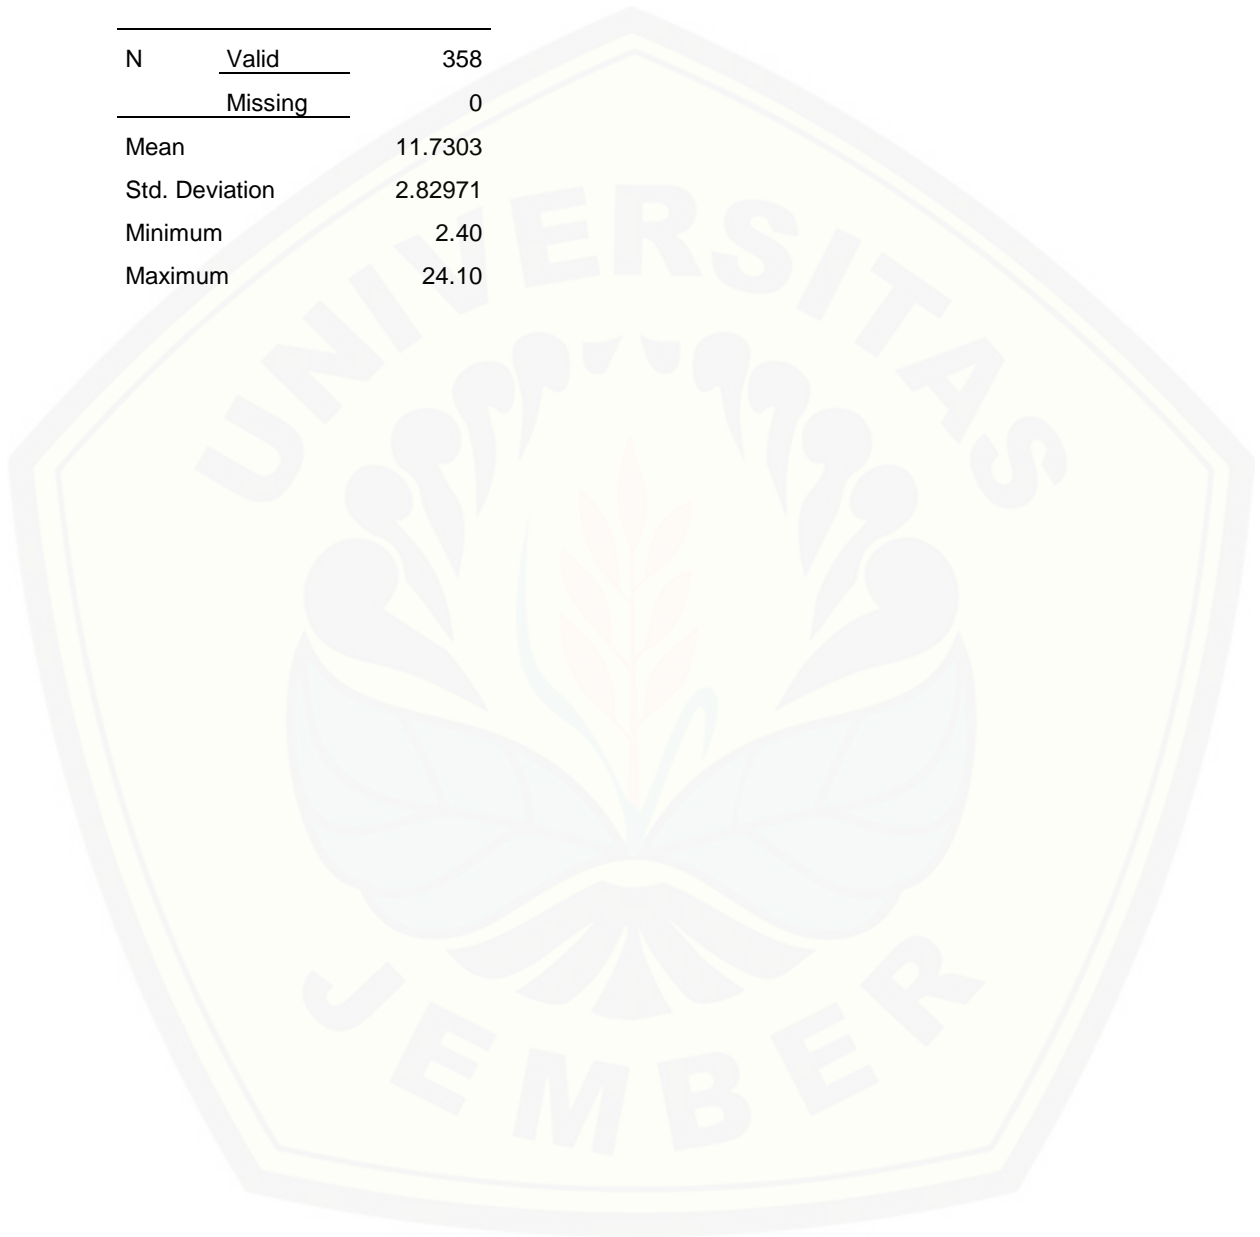 N Valid 358
Missing 0
Mean 11.7303
Std. Deviation 2.82971
Minimum 2.40
Maximum 24.10
UNIVERSITAS
JEMBER